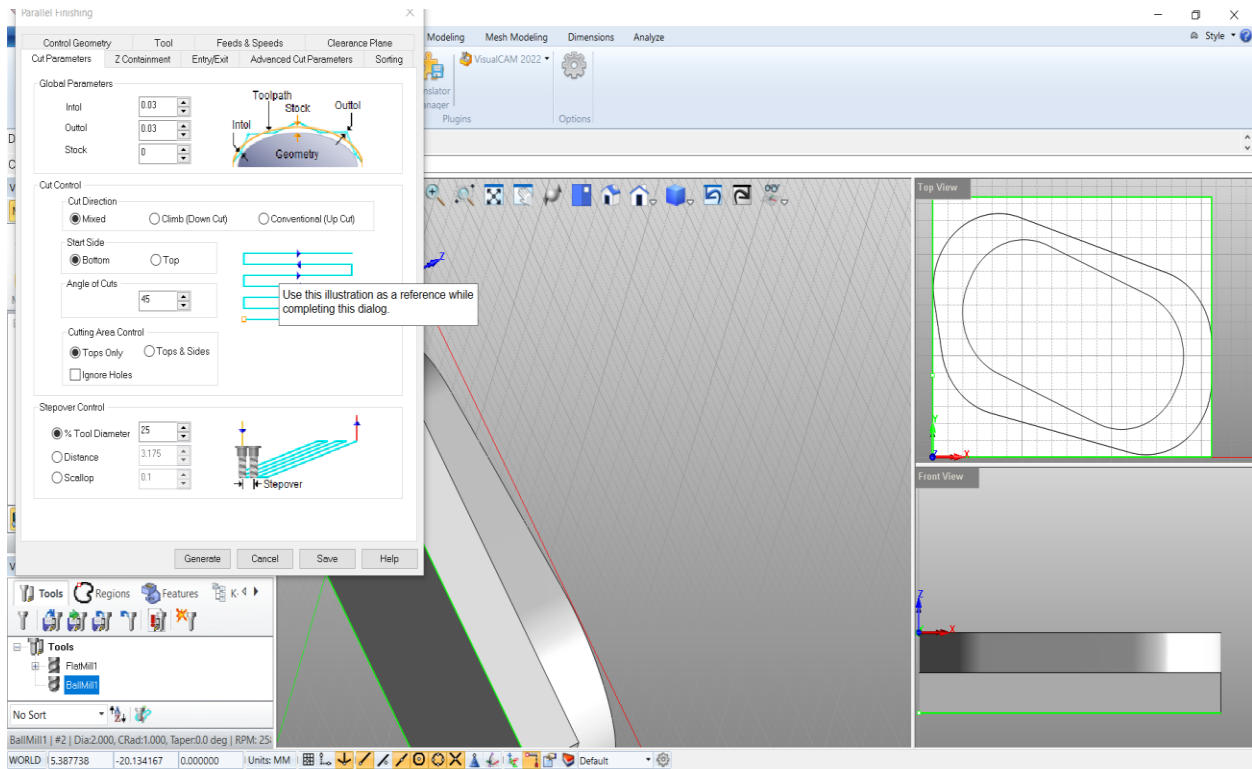 Parallel Finishing
Control Geometry Tool Feeds & Speeds Clearance Plane
Cut Parameters Z Containment Entry/Exit Advanced Cut Parameters Sorting
Global Parameters
Intol 0.03
Outtol 0.03
Stock 0
Toolpath
Stock
Outtol
Intol
Geometry
Cut Control
Cut Direction
Mixed Climb (Down Cut) Conventional (Up Cut)
Start Side
Bottom Top
Angle of Cuts
45
Use this illustration as a reference while
completing this dialog.
Cutting Area Control
Tops Only Tops & Sides
Ignore Holes
Stepover Control
% Tool Diameter 25
Distance 3.175
Scallop 0.1
Stepover
Generate Cancel Save Help
Modeling Mesh Modeling Dimensions Analyze
Style
VisualCAM 2022
nslator
anager
Plugins
Options
Z
Top View
Y
Z
X
Front View
Z
X
Tools Regions Features K
Tools
FlatMill1
BallMill1
No Sort
BallMill1 | #2 | Dia:2.000, CRad:1.000, Taper:0.0 deg | RPM: 25
WORLD 5.387738 -20.134167 0.000000 Units: MM Default